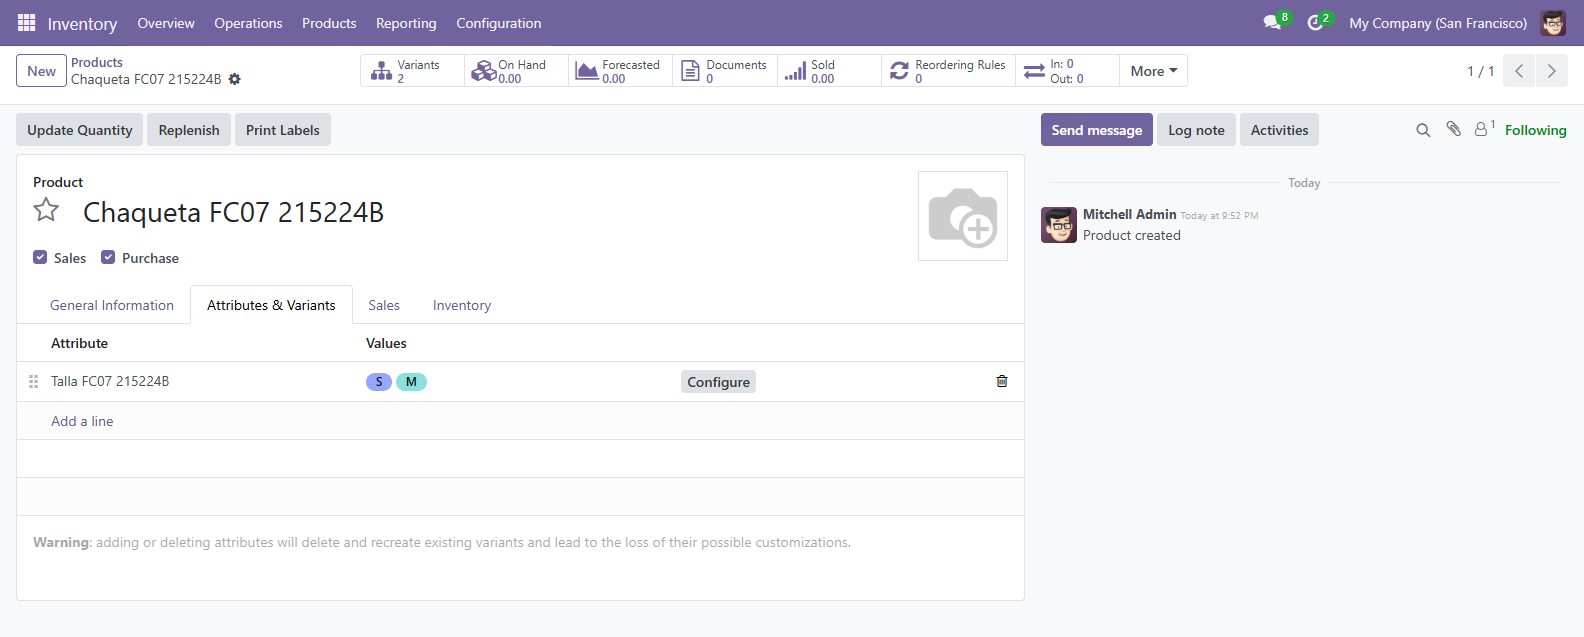 Inventory Overview Operations Products Reporting Configuration 8 2 My Company (San Francisco)
New Products Chaqueta FC07 215224B
Variants 2 On Hand 0.00 Forecasted 0.00 Documents 0 Sold 0.00 Reordering Rules 0 In: 0 Out: 0 More
1 / 1
Update Quantity Replenish Print Labels
Send message Log note Activities 1 Following
Product
Chaqueta FC07 215224B
Sales Purchase
General Information Attributes & Variants Sales Inventory
Attribute Values
Talla FC07 215224B S M Configure
Add a line
Warning: adding or deleting attributes will delete and recreate existing variants and lead to the loss of their possible customizations.
Today
Mitchell Admin Today at 9:52 PM
Product created